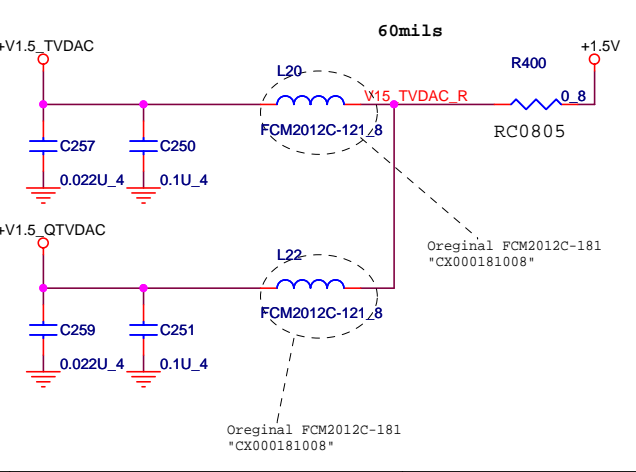 60mils
+V1.5_TVDAC
+1.5V
L20
R400
V15_TVDAC_R
0_8
FCM2012C-121_8
RC0805
C257
C250
0.022U_4
0.1U_4
+V1.5_QTVDAC
Oreginal FCM2012C-181
"CX000181008"
L22
FCM2012C-121_8
C259
C251
0.022U_4
0.1U_4
Oreginal FCM2012C-181
"CX000181008"